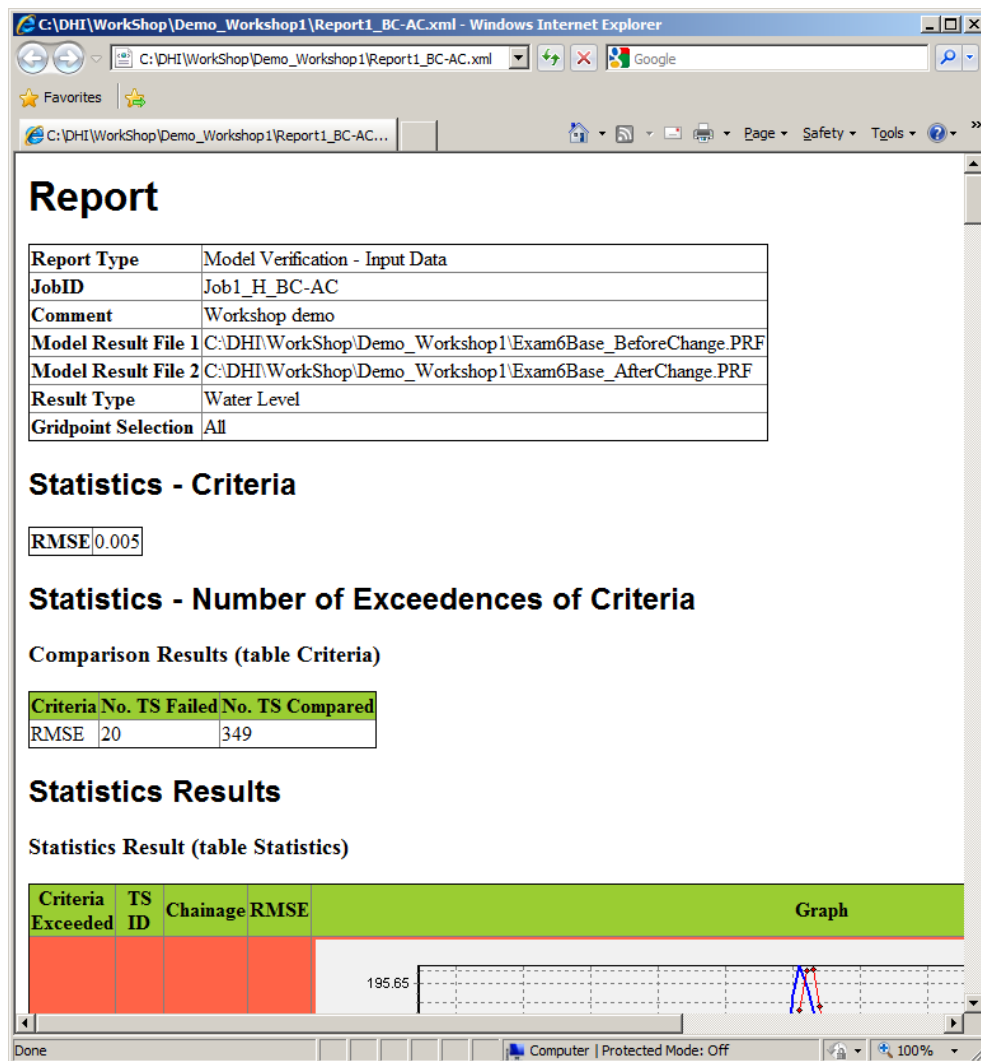 C:\DHI\WorkShop\Demo_Workshop1\Report1_BC-AC.xml - Windows Internet Explorer
C:\DHI\WorkShop\Demo_Workshop1\Report1_BC-AC.xml
Google
Favorites
C:\DHI\WorkShop\Demo_Workshop1\Report1_BC-AC...
Page Safety Tools »
Report
Report Type Model Verification - Input Data
JobID Job1_H_BC-AC
Comment Workshop demo
Model Result File 1 C:\DHI\WorkShop\Demo_Workshop1\Exam6Base_BeforeChange.PRF
Model Result File 2 C:\DHI\WorkShop\Demo_Workshop1\Exam6Base_AfterChange.PRF
Result Type Water Level
Gridpoint Selection All
Statistics - Criteria
RMSE 0.005
Statistics - Number of Exceedences of Criteria
Comparison Results (table Criteria)
Criteria No. TS Failed No. TS Compared
RMSE 20 349
Statistics Results
Statistics Result (table Statistics)
Criteria Exceeded TS ID Chainage RMSE Graph
195.65
Done Computer | Protected Mode: Off 100%